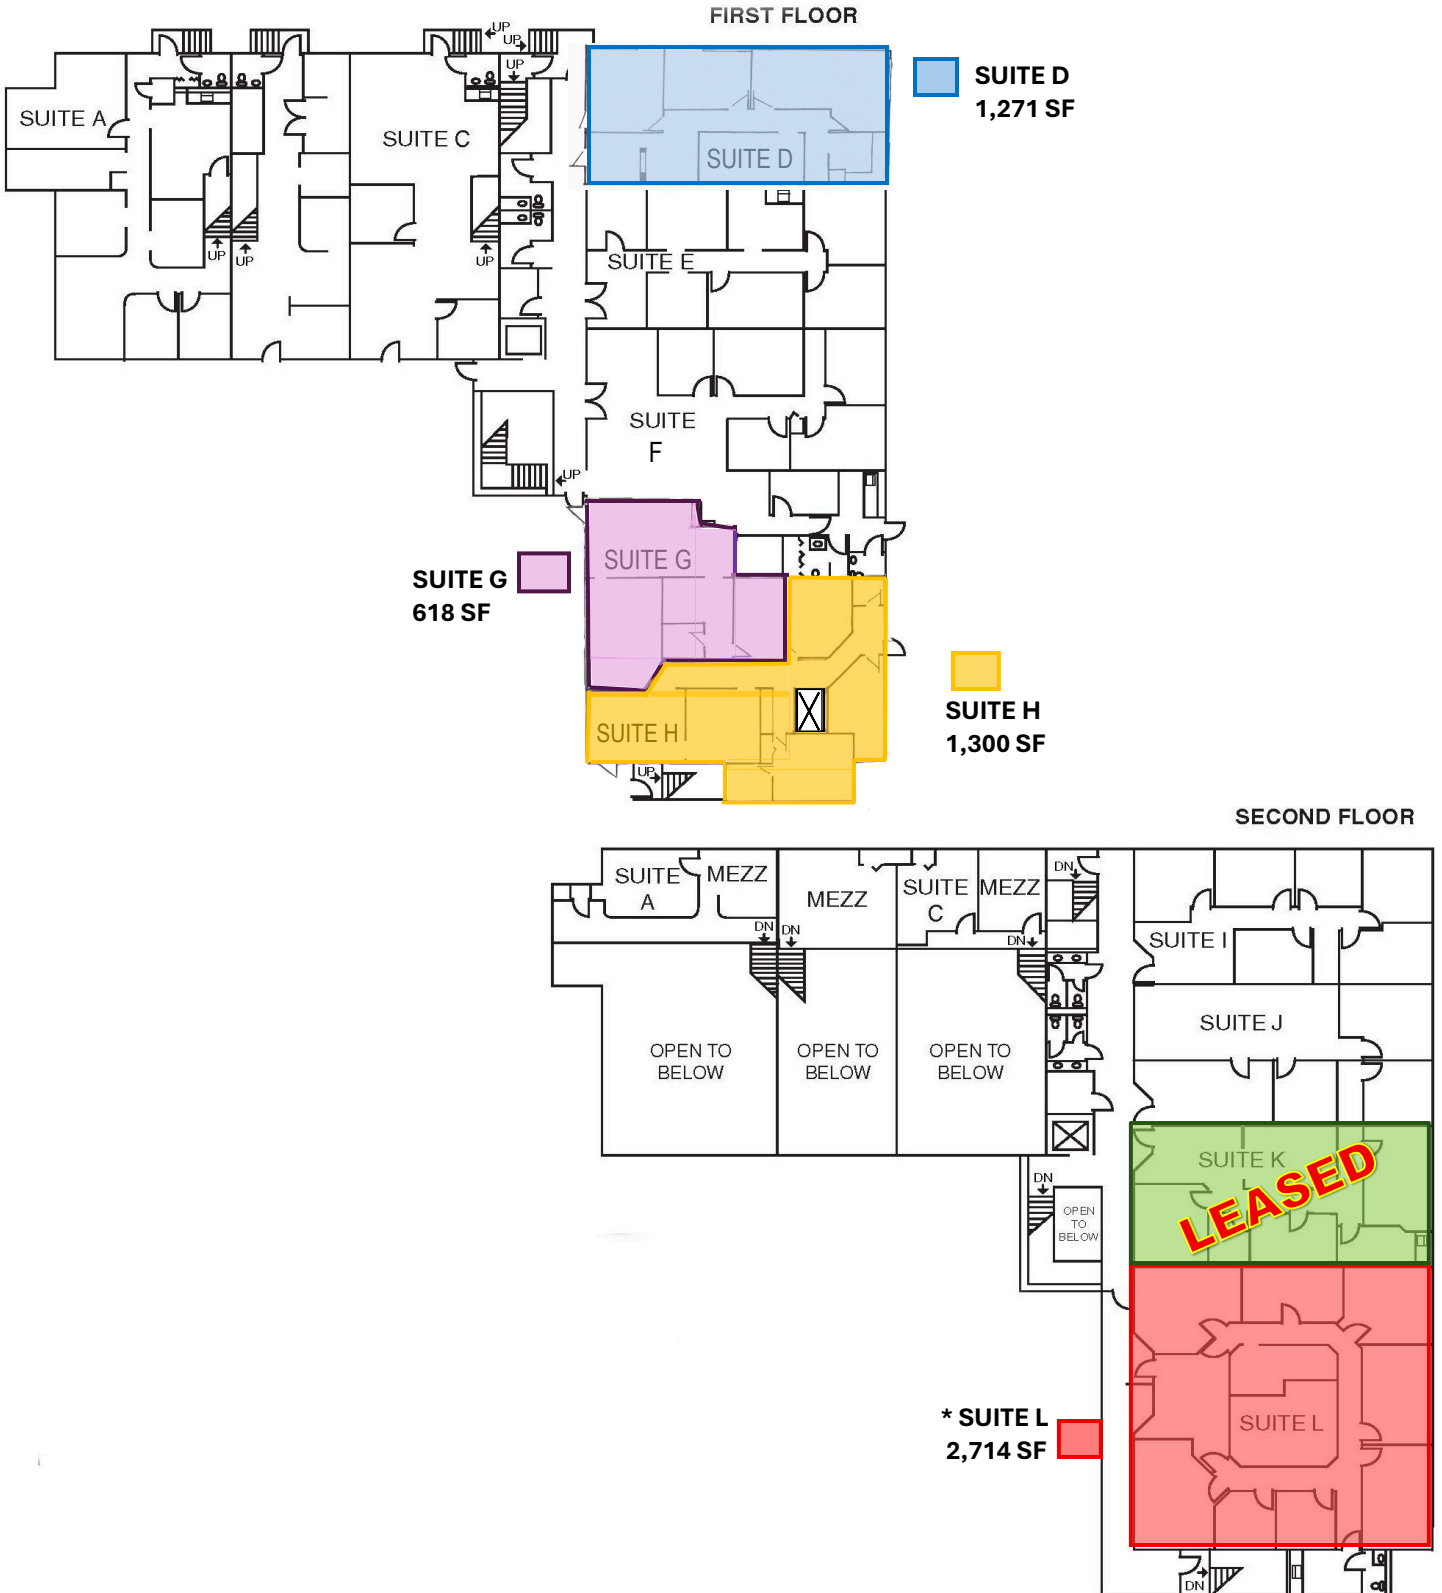 FIRST FLOOR
UP
UP
UP
SUITE D
1,271 SF
SUITE A
SUITE C
SUITE D
UP
UP
UP
SUITE E
SUITE
F
UP
SUITE G
SUITE G
618 SF
SUITE H
1,300 SF
SUITE H
UP
SECOND FLOOR
SUITE
A
MEZZ
MEZZ
SUITE
C
MEZZ
DN
DN
DN
DN
SUITE I
SUITE J
OPEN TO
BELOW
OPEN TO
BELOW
OPEN TO
BELOW
SUITE K
LEASED
DN
OPEN
TO
BELOW
* SUITE L
2,714 SF
SUITE L
DN